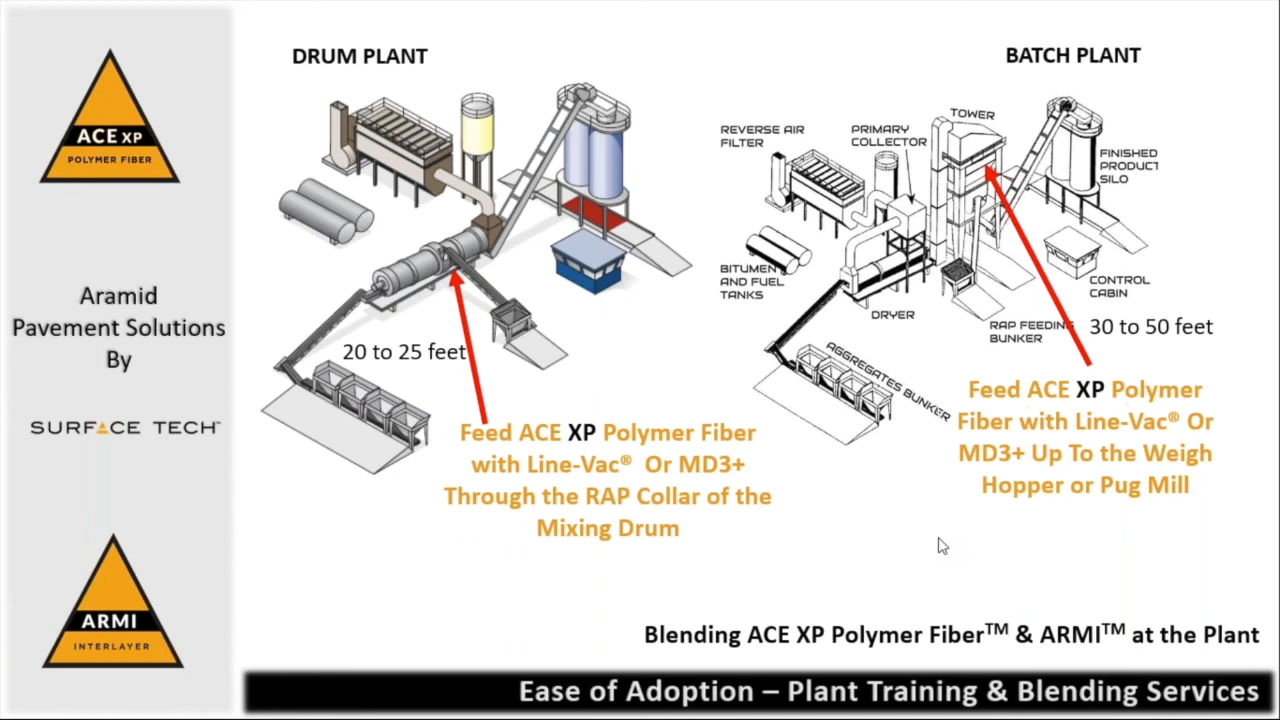 DRUM PLANT
BATCH PLANT
ACE XP
POLYMER FIBER
TOWER
REVERSE AIR
FILTER
PRIMARY
COLLECTOR
FINISHED
PRODUCT
SILO
BITUMEN
AND FUEL
TANKS
CONTROL
CABIN
DRYER
RAP FEEDING
BUNKER
AGGREGATES BUNKER
20 to 25 feet
30 to 50 feet
Aramid
Pavement Solutions
By
SURFACE TECH™
Feed ACE XP Polymer Fiber
with Line-Vac® Or MD3+
Through the RAP Collar of the
Mixing Drum
Feed ACE XP Polymer
Fiber with Line-Vac® Or
MD3+ Up To the Weigh
Hopper or Pug Mill
ARMI
INTERLAYER
Blending ACE XP Polymer Fiber™ & ARMI™ at the Plant
Ease of Adoption – Plant Training & Blending Services